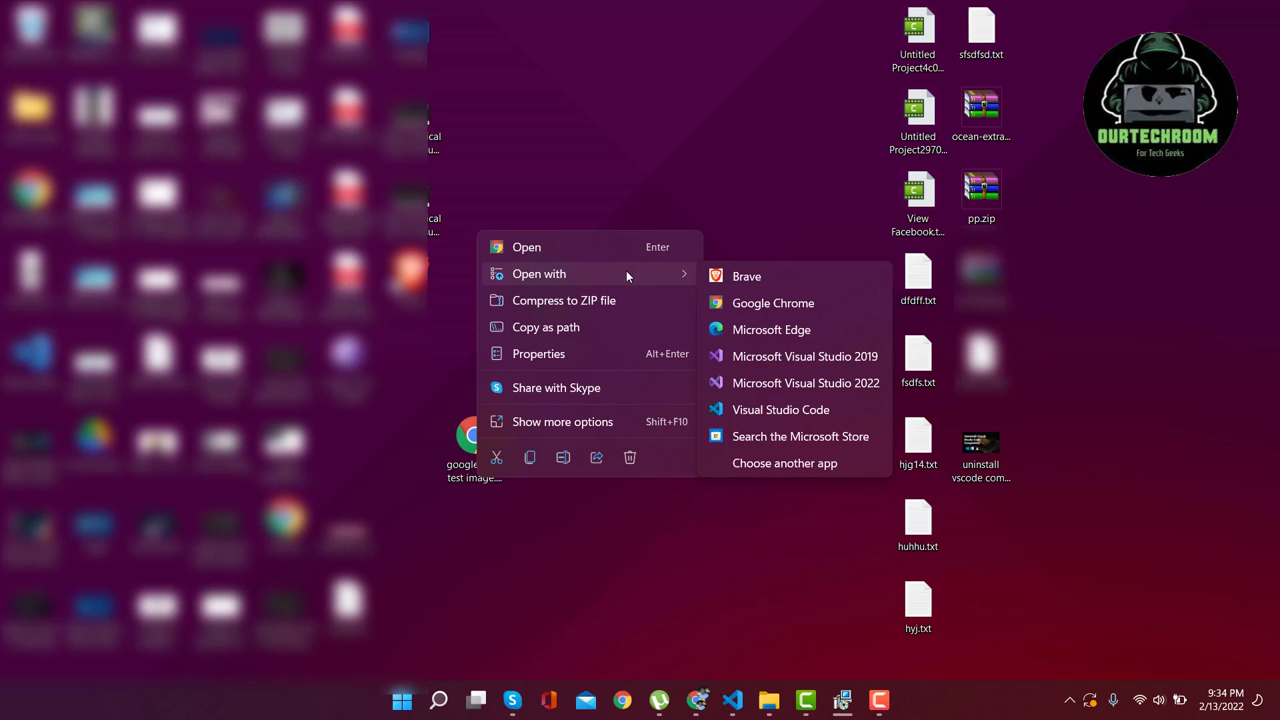 Untitled
Project4c0...
sfsdfsd.txt
Untitled
Project2970...
ocean-extra...
OURTECHROOM
For Tech Geeks
ical
u...
View
Facebook.t...
pp.zip
ical
u...
Open Enter
Open with
Compress to ZIP file
Copy as path
Properties Alt+Enter
Share with Skype
Show more options Shift+F10
Brave
Google Chrome
Microsoft Edge
Microsoft Visual Studio 2019
Microsoft Visual Studio 2022
Visual Studio Code
Search the Microsoft Store
Choose another app
dfdff.txt
fsdfs.txt
google
test image....
hjg14.txt
uninstall
vscode com...
huhhu.txt
hyj.txt
9:34 PM
2/13/2022